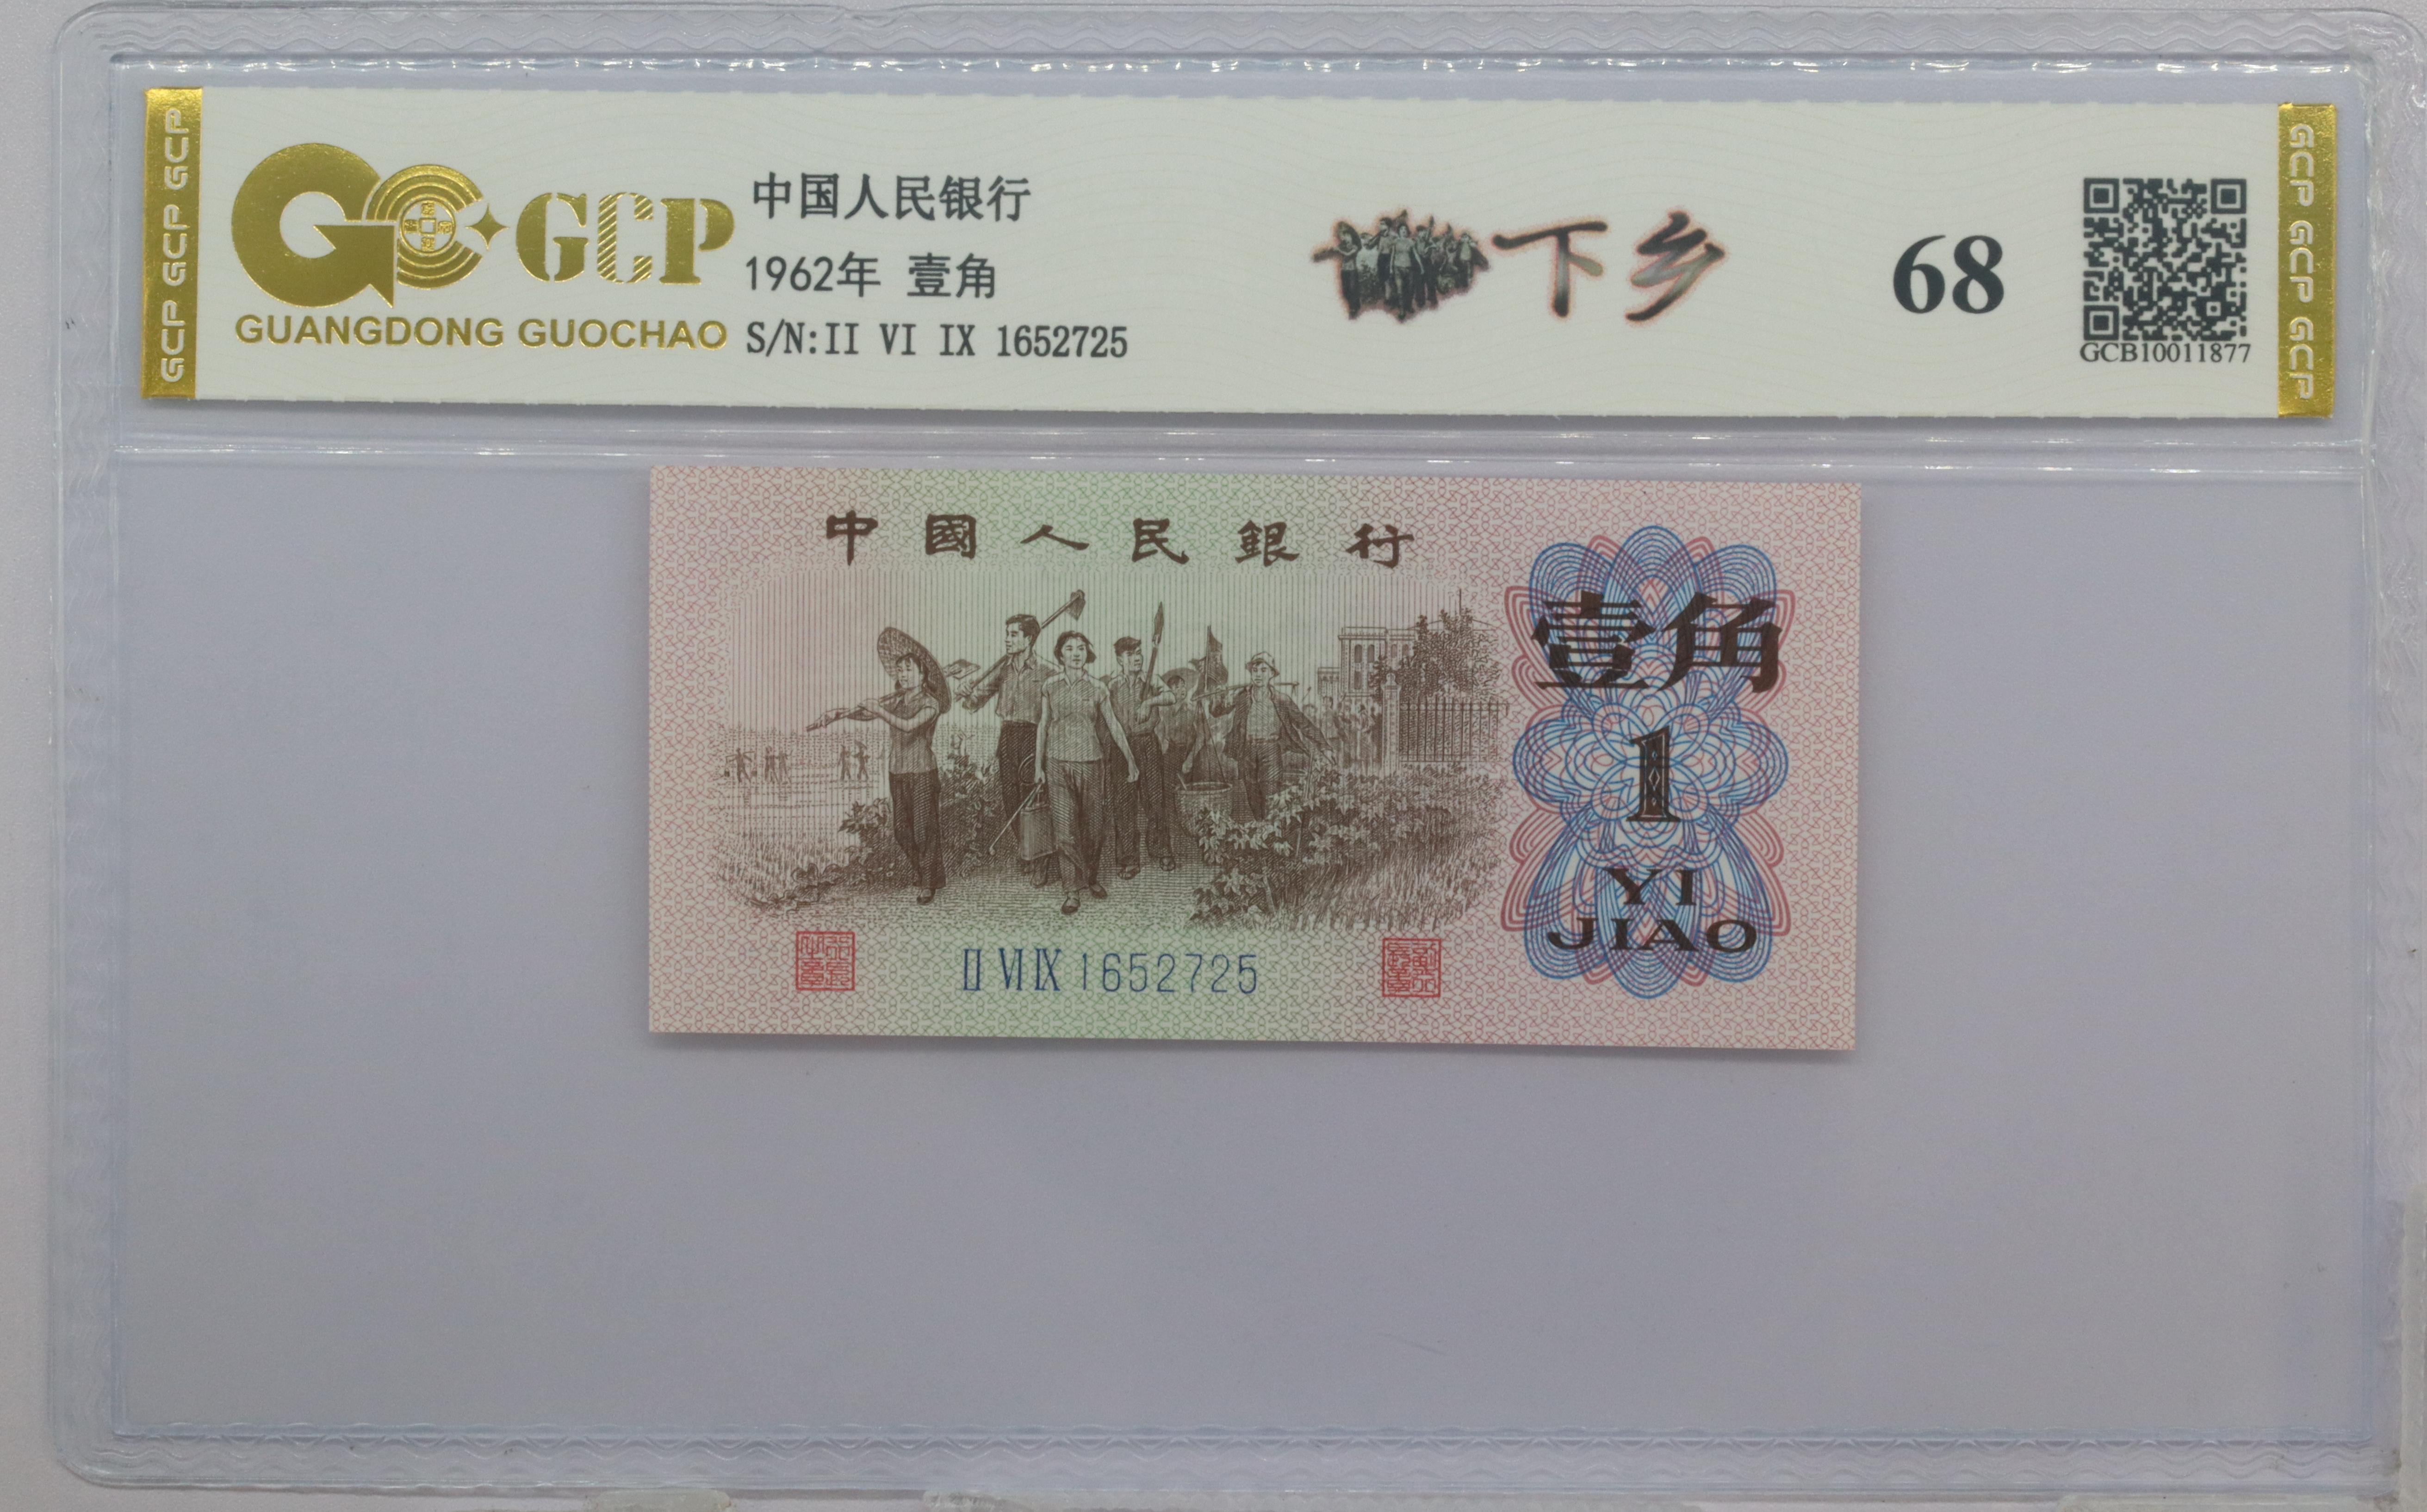 GCP GCP GCP
GCP
GUANGDONG GUOCHAO
中国人民银行
1962年 壹角
S/N:II VI IX 1652725
下乡
68
GCB10011877
GCP GCP GCP
中國人民銀行
壹角
1
YI
JIAO
II VI IX 1652725